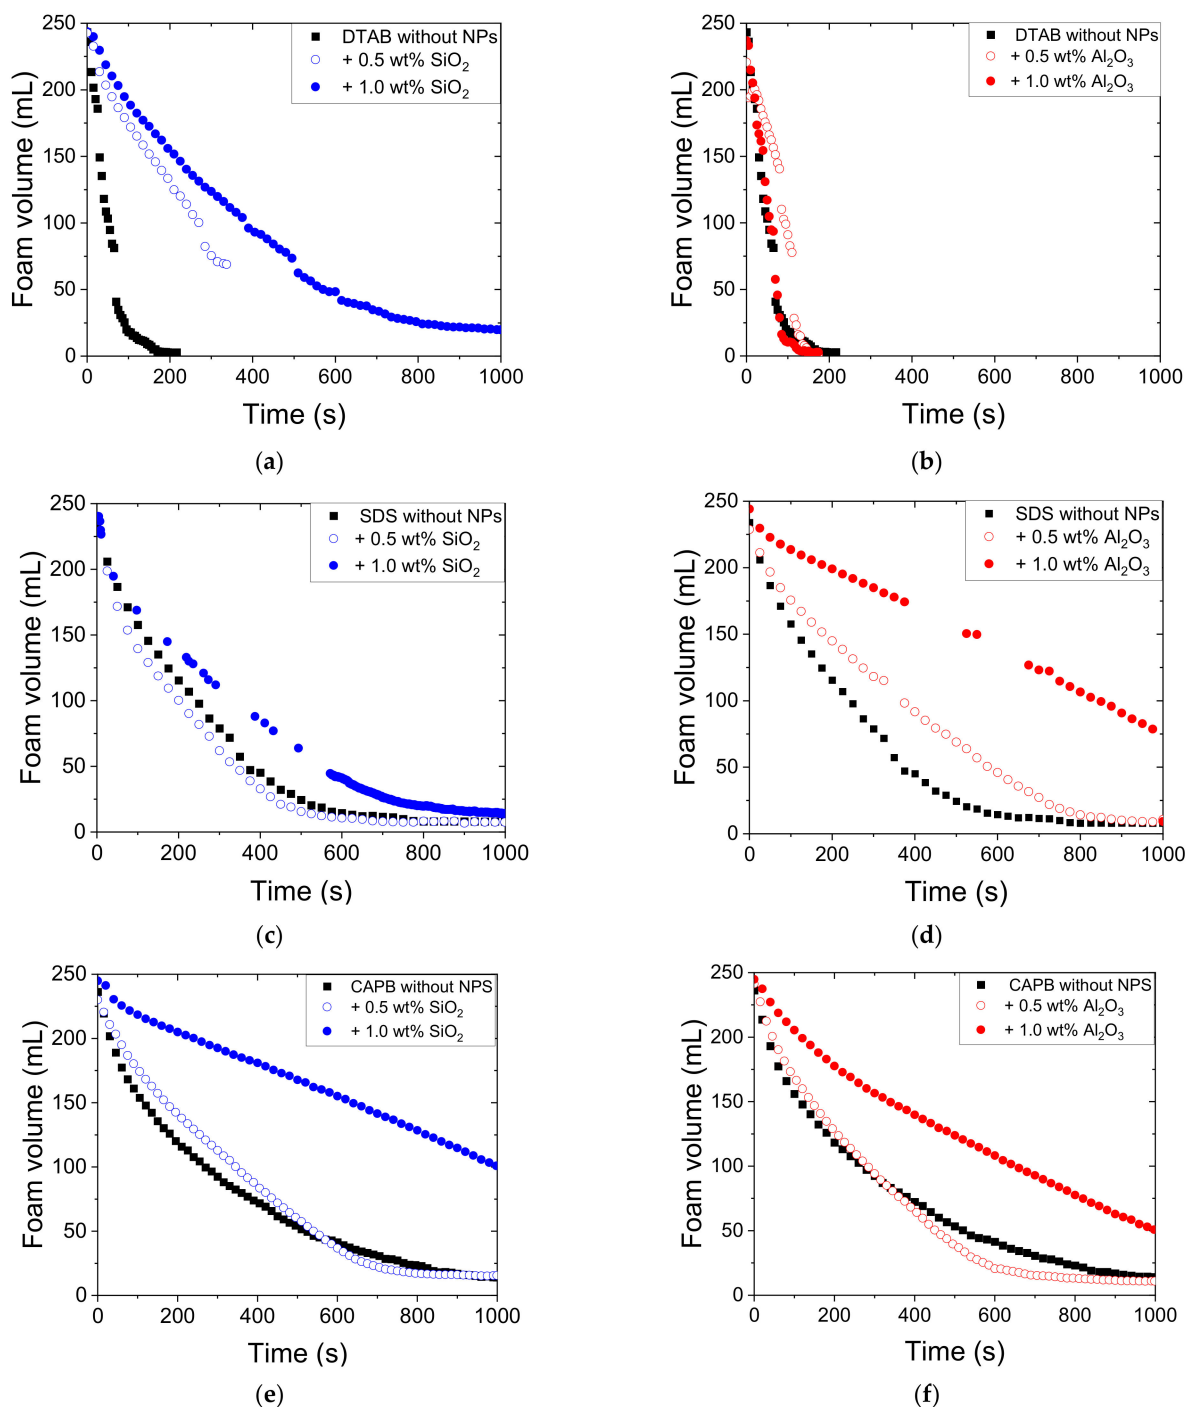 DTAB without NPs
+ 0.5 wt% SiO₂
+ 1.0 wt% SiO₂
Foam volume (mL)
250
200
150
100
50
0
0 200 400 600 800 1000
Time (s)
(a)
DTAB without NPs
+ 0.5 wt% Al₂O₃
+ 1.0 wt% Al₂O₃
Foam volume (mL)
250
200
150
100
50
0
0 200 400 600 800 1000
Time (s)
(b)
SDS without NPs
+ 0.5 wt% SiO₂
+ 1.0 wt% SiO₂
Foam volume (mL)
250
200
150
100
50
0
0 200 400 600 800 1000
Time (s)
(c)
SDS without NPs
+ 0.5 wt% Al₂O₃
+ 1.0 wt% Al₂O₃
Foam volume (mL)
250
200
150
100
50
0
0 200 400 600 800 1000
Time (s)
(d)
CAPB without NPS
+ 0.5 wt% SiO₂
+ 1.0 wt% SiO₂
Foam volume (mL)
250
200
150
100
50
0
0 200 400 600 800 1000
Time (s)
(e)
CAPB without NPS
+ 0.5 wt% Al₂O₃
+ 1.0 wt% Al₂O₃
Foam volume (mL)
250
200
150
100
50
0
0 200 400 600 800 1000
Time (s)
(f)